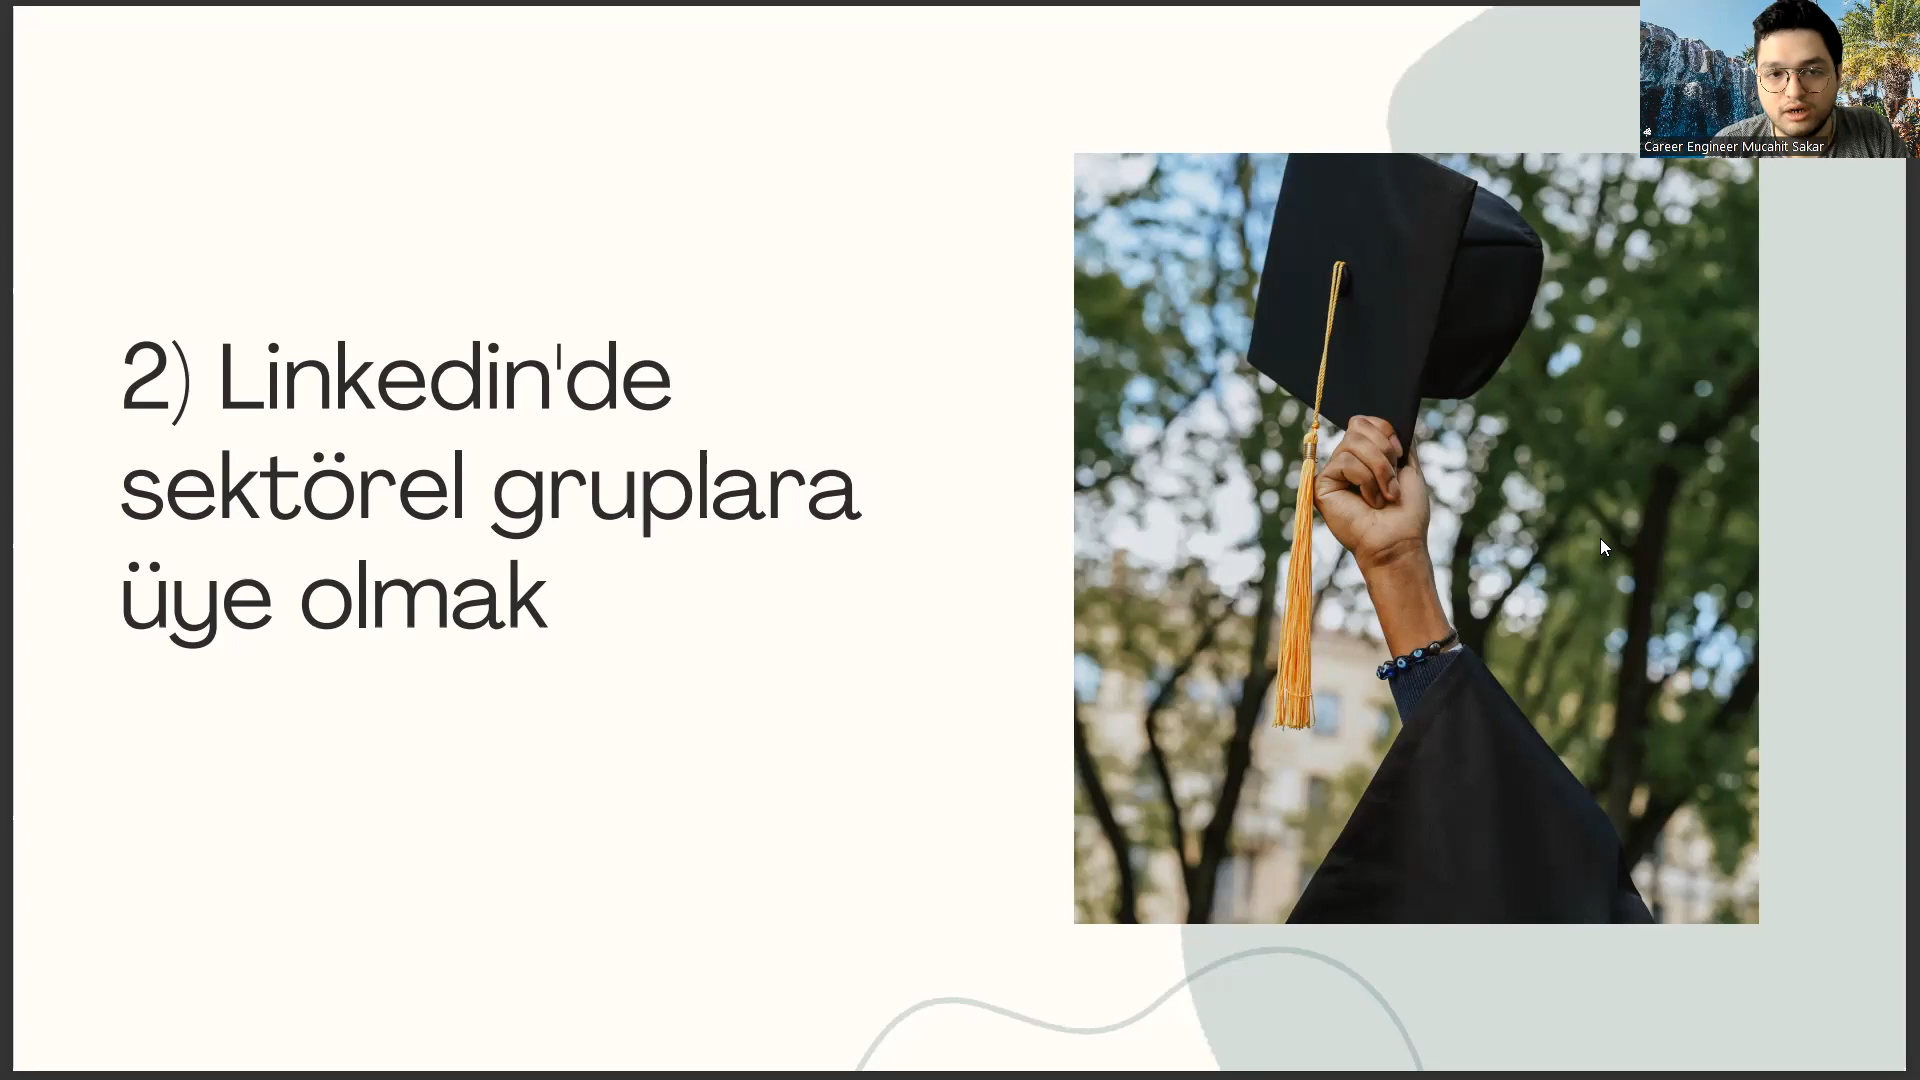 Career Engineer Mucahit Sakar
2) Linkedin'de
sektörel gruplara
üye olmak